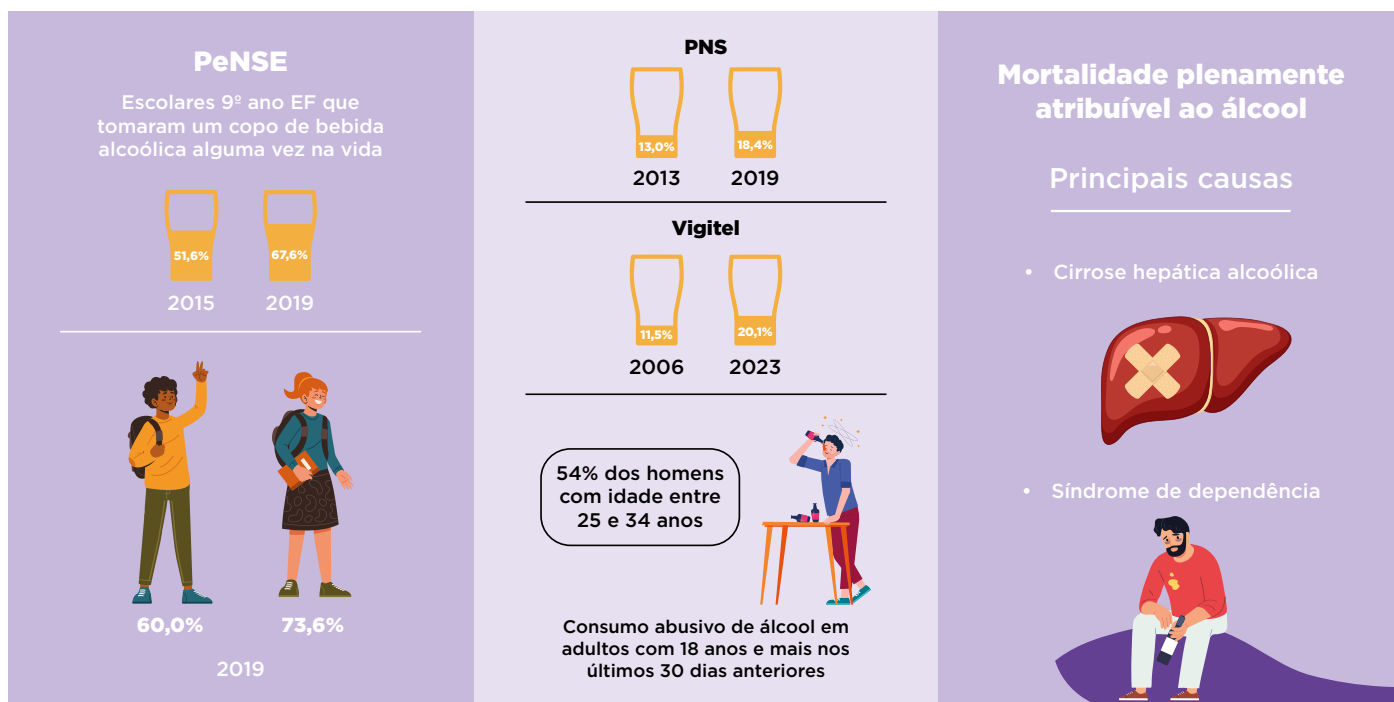 PeNSE
Escolares 9º ano EF que
tomaram um copo de bebida
alcoólica alguma vez na vida
51,6%
67,6%
2015
2019
60,0%
73,6%
2019
PNS
13,0%
18,4%
2013
2019
Vigitel
11,5%
20,1%
2006
2023
54% dos homens
com idade entre
25 e 34 anos
Consumo abusivo de álcool em
adultos com 18 anos e mais nos
últimos 30 dias anteriores
Mortalidade plenamente
atribuível ao álcool
Principais causas
• Cirrose hepática alcoólica
• Síndrome de dependência